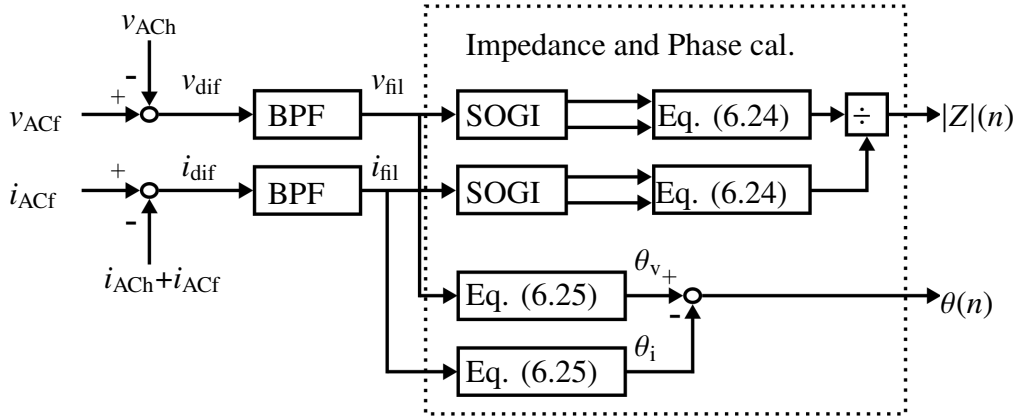 v_ACh
Impedance and Phase cal.
-
v_dif
v_fil
+
v_ACf
BPF
SOGI
Eq. (6.24)
÷
|Z|(n)
+
i_dif
i_fil
i_ACf
BPF
SOGI
Eq. (6.24)
-
i_ACh+i_ACf
θ_v
+
Eq. (6.25)
θ(n)
-
θ_i
Eq. (6.25)